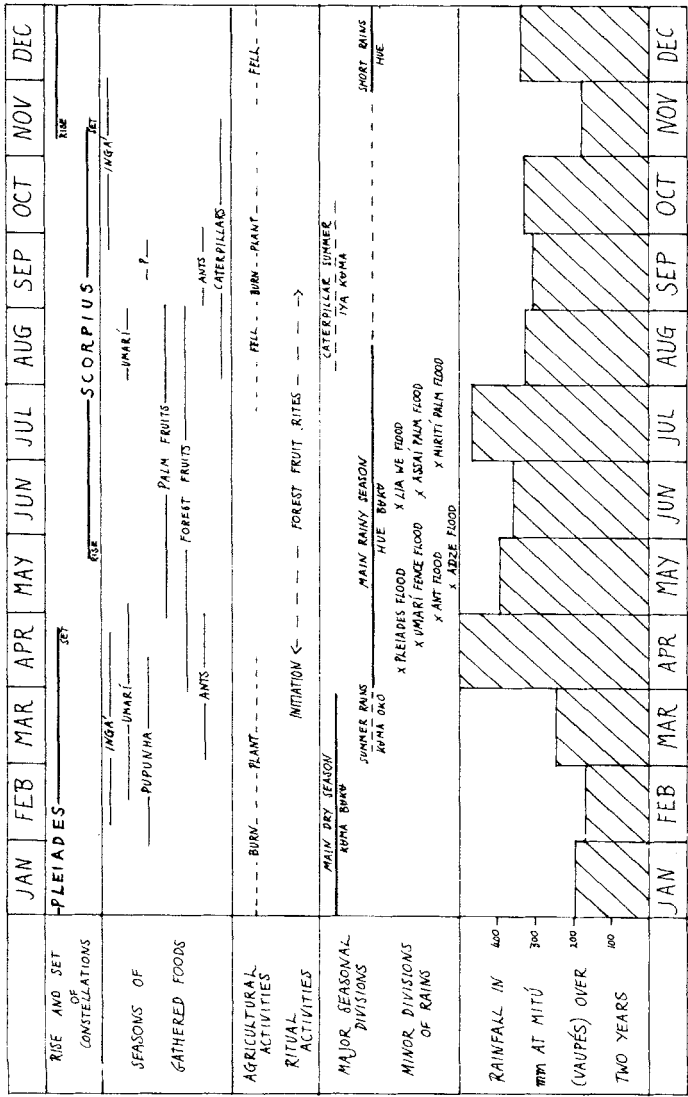 JAN FEB MAR APR MAY JUN JUL AUG SEP OCT NOV DEC
RISE AND SET
OF
CONSTELLATIONS
PLEIADES SET RISE
RISE SCORPIUS SET
SEASONS OF
GATHERED FOODS
INGÁ INGÁ
UMARÍ UMARÍ
PUPUNHA P
PALM FRUITS
FOREST FRUITS
ANTS ANTS
CATERPILLARS
AGRICULTURAL
ACTIVITIES
BURN PLANT FELL BURN PLANT FELL
RITUAL
ACTIVITIES
INITIATION <- - - - FOREST FRUIT RITES - - ->
MAJOR SEASONAL
DIVISIONS
MAIN DRY SEASON
KUMA BUKU
SUMMER RAINS
KUMA OKÓ
MAIN RAINY SEASON
HUE BUKU
CATERPILLAR SUMMER
IYA KUMA
SHORT RAINS
HUE
MINOR DIVISIONS
OF RAINS
x PLEIADES FLOOD
x UMARÍ FENCE FLOOD
x ANT FLOOD
x ADZE FLOOD
x LIA WE FLOOD
x ASSAÍ PALM FLOOD
x MIRITÍ PALM FLOOD
RAINFALL IN
mm AT MITÚ
(VAUPÉS) OVER
TWO YEARS
400
300
200
100
JAN FEB MAR APR MAY JUN JUL AUG SEP OCT NOV DEC